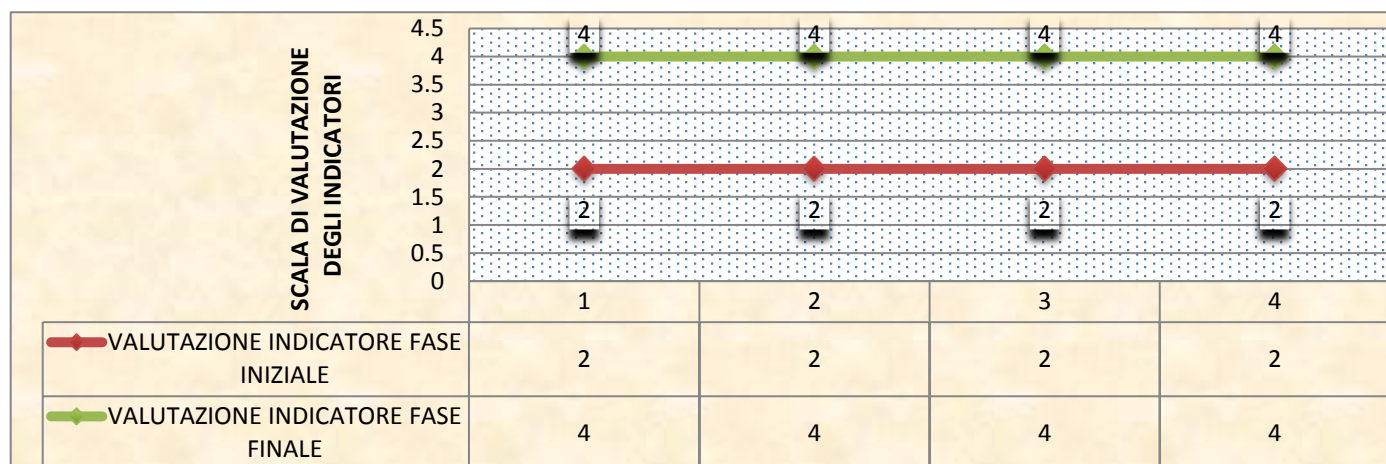 SCALA DI VALUTAZIONE
DEGLI INDICATORI
4.5
4
3.5
3
2.5
2
1.5
1
0.5
0
4 4 4 4
2 2 2 2
1 2 3 4
VALUTAZIONE INDICATORE FASE
INIZIALE
2 2 2 2
VALUTAZIONE INDICATORE FASE
FINALE
4 4 4 4